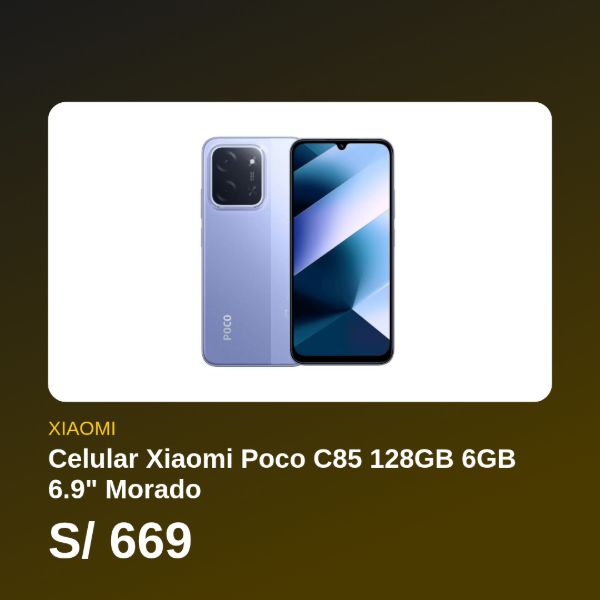 POCO
XIAOMI
Celular Xiaomi Poco C85 128GB 6GB
6.9" Morado
S/ 669